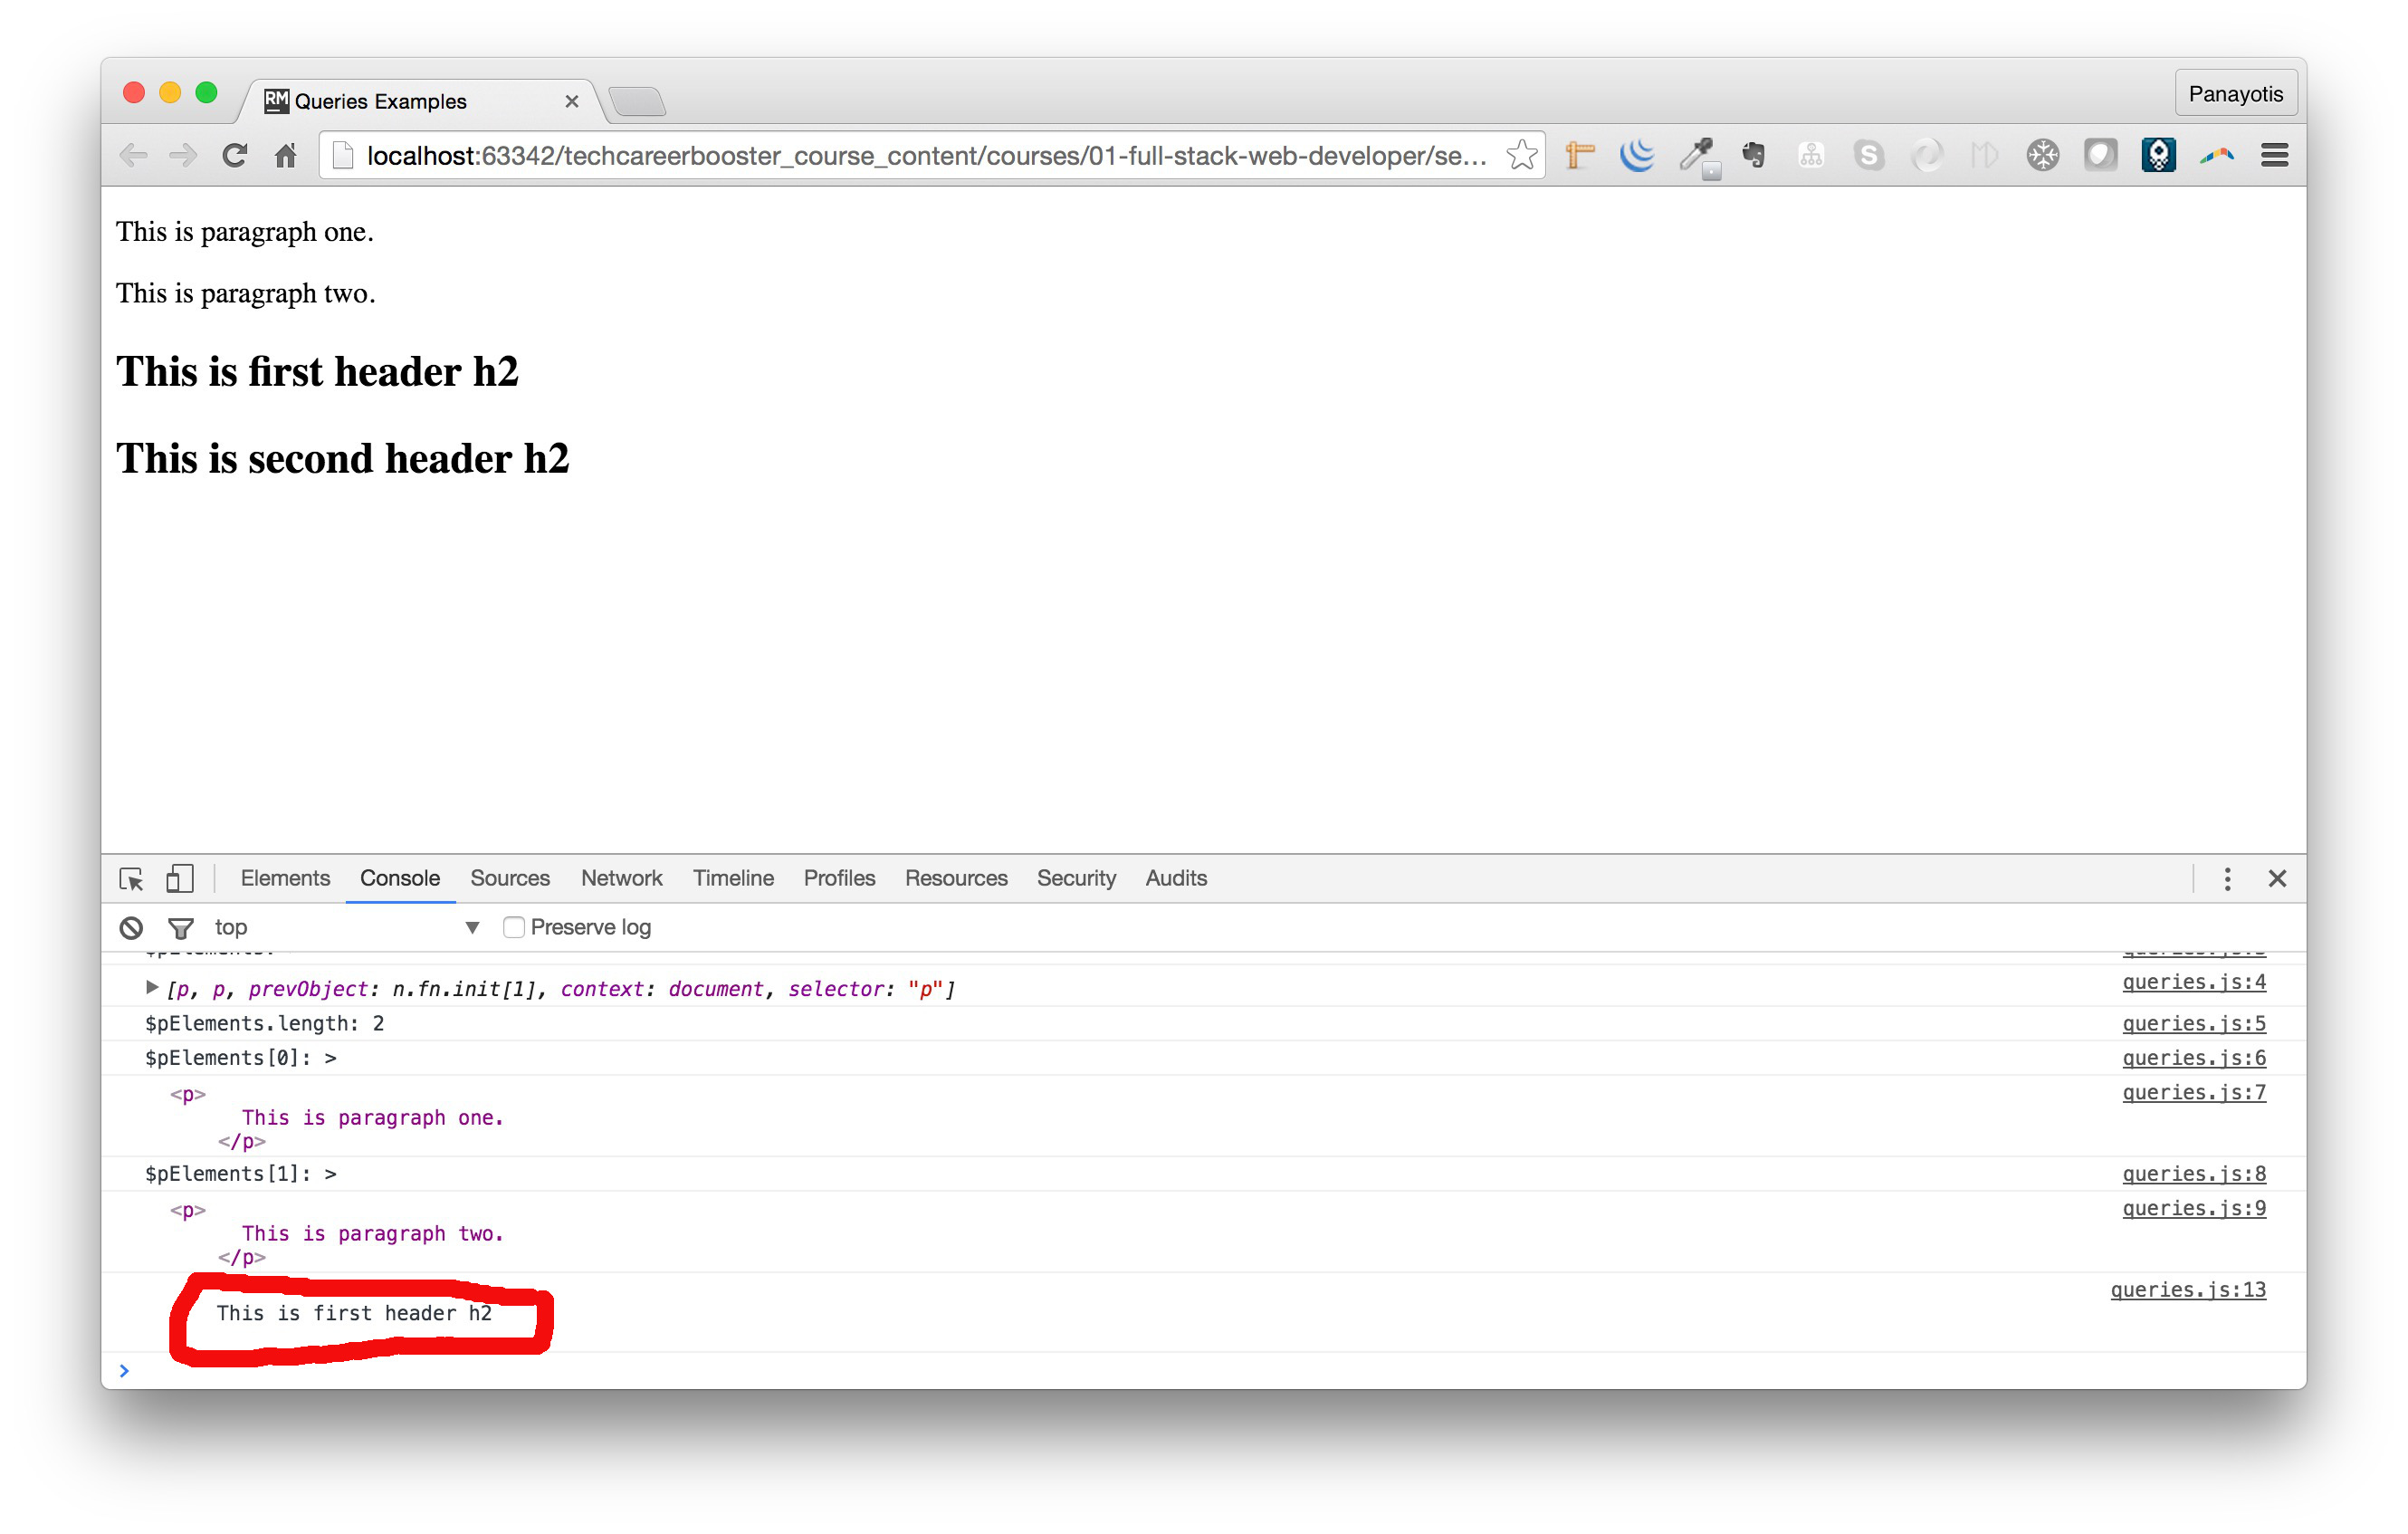 RM Queries Examples
Panayotis
localhost:63342/techcareerbooster_course_content/courses/01-full-stack-web-developer/se...
This is paragraph one.
This is paragraph two.
This is first header h2
This is second header h2
Elements Console Sources Network Timeline Profiles Resources Security Audits
top Preserve log
[p, p, prevObject: n.fn.init[1], context: document, selector: "p"] queries.js:4
$pElements.length: 2 queries.js:5
$pElements[0]: > queries.js:6
<p> queries.js:7
This is paragraph one.
</p>
$pElements[1]: > queries.js:8
<p> queries.js:9
This is paragraph two.
</p>
queries.js:13
This is first header h2
>